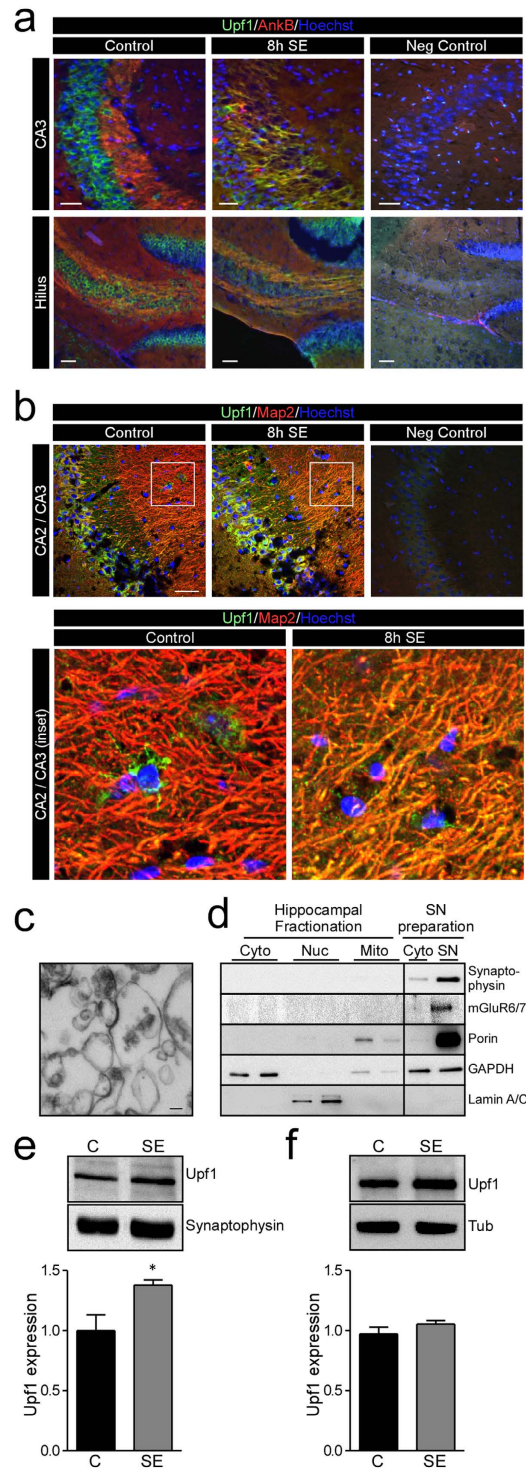 a
Upf1/AnkB/Hoechst
Control 8h SE Neg Control
CA3
Hilus
b
Upf1/Map2/Hoechst
Control 8h SE Neg Control
CA2 / CA3
Upf1/Map2/Hoechst
Control 8h SE
CA2 / CA3 (inset)
c
d
Hippocampal Fractionation
SN preparation
Cyto Nuc Mito Cyto SN
Synapto-
physin
mGluR6/7
Porin
GAPDH
Lamin A/C
e
C SE
Upf1
Synaptophysin
Upf1 expression
1.5
*
1.0
0.5
0.0
C SE
f
C SE
Upf1
Tub
Upf1 expression
1.5
1.0
0.5
0.0
C SE